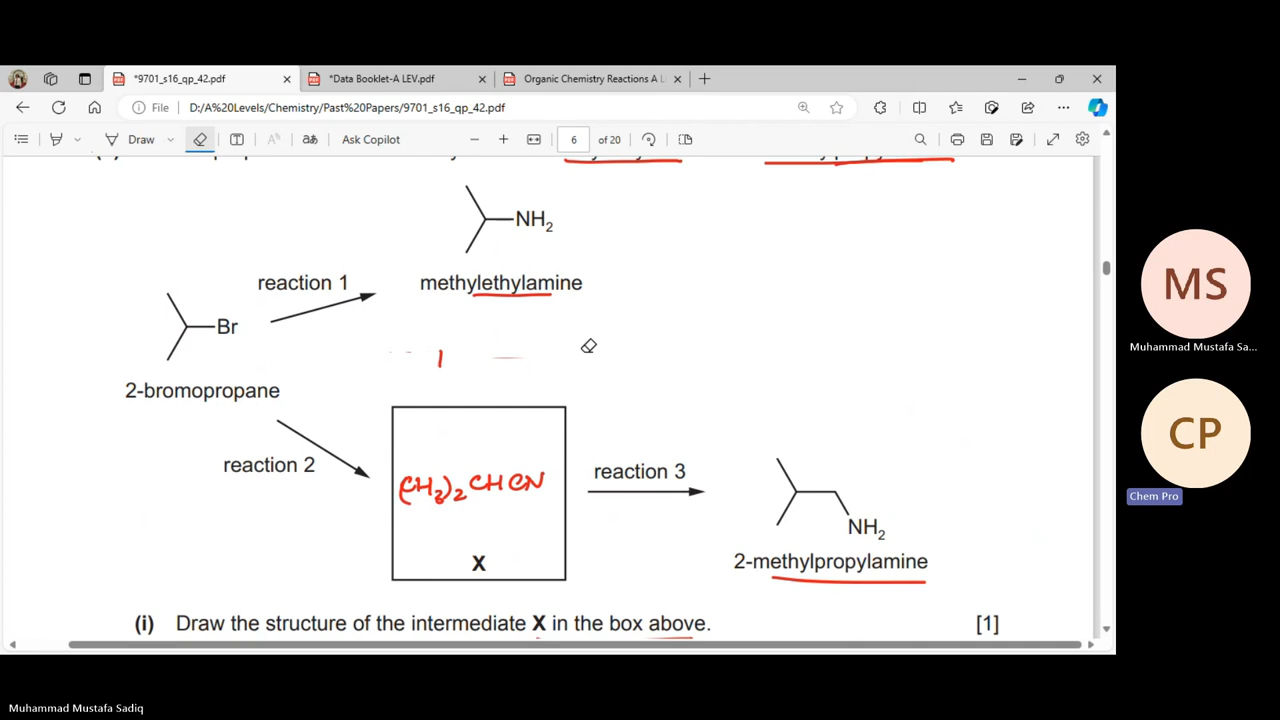 *9701_s16_qp_42.pdf
*Data Booklet-A LEV.pdf
Organic Chemistry Reactions A L
File
D:/A%20Levels/Chemistry/Past%20Papers/9701_s16_qp_42.pdf
Draw
aあ
Ask Copilot
6
of 20
NH2
reaction 1
methylethylamine
Br
2-bromopropane
reaction 2
(CH3)2CHCN
X
reaction 3
NH2
2-methylpropylamine
(i) Draw the structure of the intermediate X in the box above. [1]
MS
Muhammad Mustafa Sa...
CP
Chem Pro
Muhammad Mustafa Sadiq